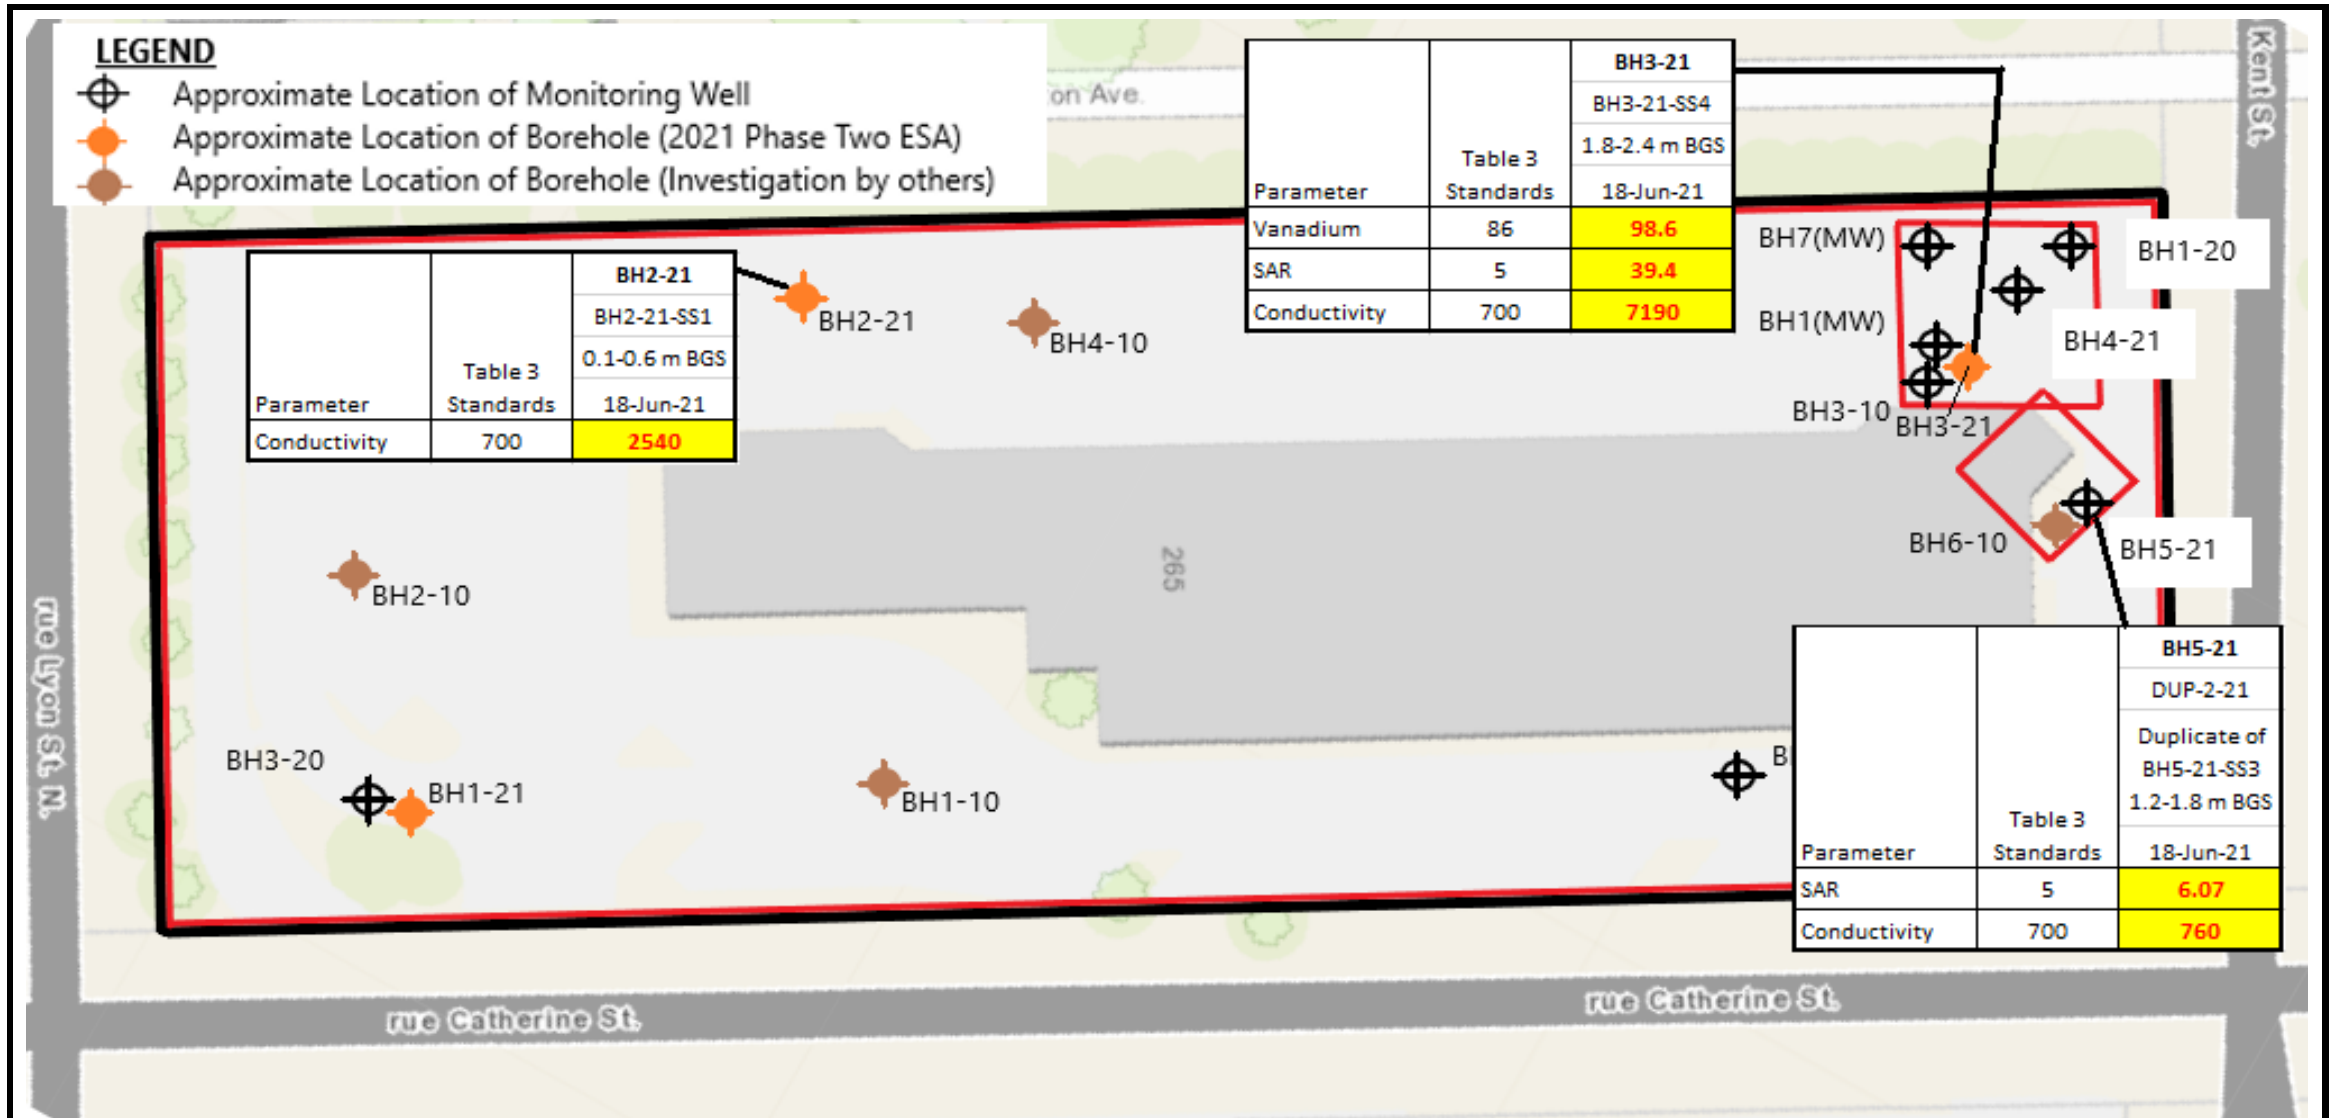 LEGEND
Approximate Location of Monitoring Well
Approximate Location of Borehole (2021 Phase Two ESA)
Approximate Location of Borehole (Investigation by others)
on Ave.
Kent St.
BH3-21
BH3-21-SS4
1.8-2.4 m BGS
Parameter Table 3 Standards 18-Jun-21
Vanadium 86 98.6
SAR 5 39.4
Conductivity 700 7190
BH2-21
BH2-21-SS1
0.1-0.6 m BGS
Parameter Table 3 Standards 18-Jun-21
Conductivity 700 2540
BH2-21
BH4-10
BH7(MW)
BH1-20
BH1(MW)
BH4-21
BH3-10
BH3-21
BH6-10
BH5-21
265
BH2-10
rue Lyon St. N.
BH3-20
BH1-21
BH1-10
B
BH5-21
DUP-2-21
Duplicate of
BH5-21-SS3
1.2-1.8 m BGS
Parameter Table 3 Standards 18-Jun-21
SAR 5 6.07
Conductivity 700 760
rue Catherine St.
rue Catherine St.